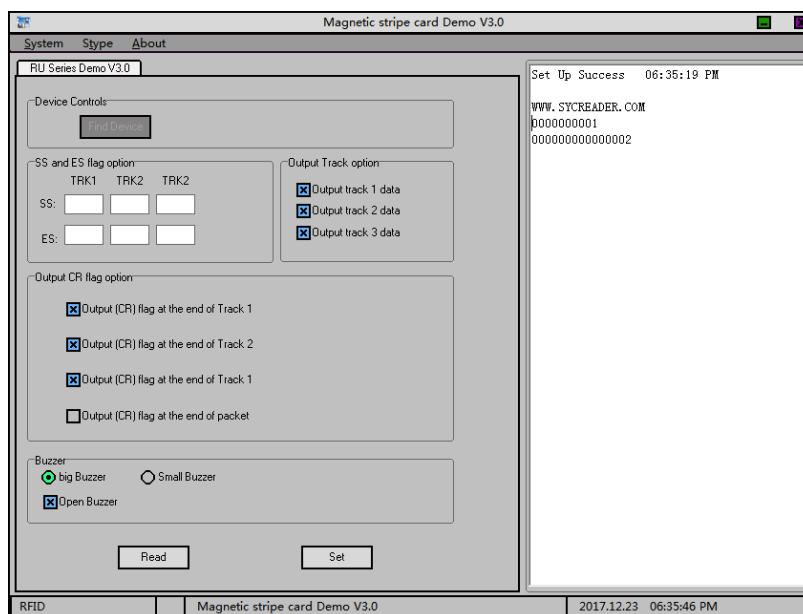 Magnetic stripe card Demo V3.0
System Stype About
RU Series Demo V3.0
Device Controls
Find Device
SS and ES flag option
TRK1 TRK2 TRK2
SS:
ES:
Output Track option
Output track 1 data
Output track 2 data
Output track 3 data
Output CR flag option
Output (CR) flag at the end of Track 1
Output (CR) flag at the end of Track 2
Output (CR) flag at the end of Track 1
Output (CR) flag at the end of packet
Buzzer
big Buzzer Small Buzzer
Open Buzzer
Read Set
Set Up Success 06:35:19 PM
WWW.SYCREADER.COM
0000000001
000000000000002
RFID Magnetic stripe card Demo V3.0 2017.12.23 06:35:46 PM